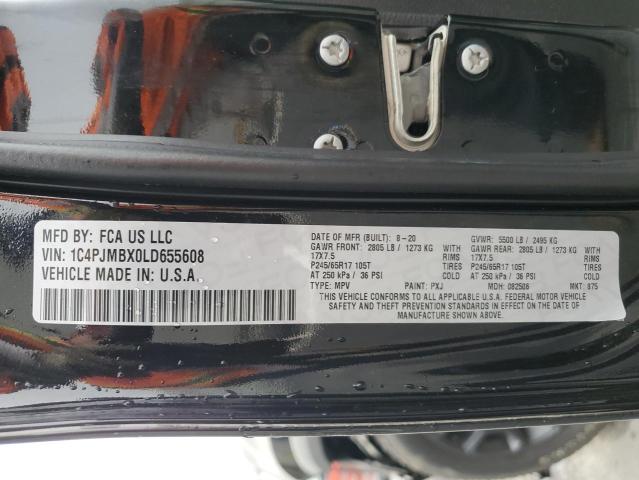 MFD BY: FCA US LLC
VIN: 1C4PJMBX0LD655608
VEHICLE MADE IN U.S.A.
DATE OF MFR (BUILT): 8-20 GVWR: 5500 LB / 2495 KG
GAWR FRONT: 2805 LB / 1273 KG WITH GAWR REAR: 2805 LB / 1273 KG WITH
17X7.5 RIMS 17X7.5 RIMS
P245/65R17 105T TIRES P245/65R17 105T TIRES
AT 250 kPa / 36 PSI COLD AT 250 kPa / 36 PSI COLD
TYPE: MPV PAINT: PXJ MDH: 082506 MKT: 875
THIS VEHICLE CONFORMS TO ALL APPLICABLE U.S.A. FEDERAL MOTOR VEHICLE
SAFETY AND THEFT PREVENTION STANDARDS IN EFFECT ON THE DATE OF
MANUFACTURE SHOWN ABOVE.